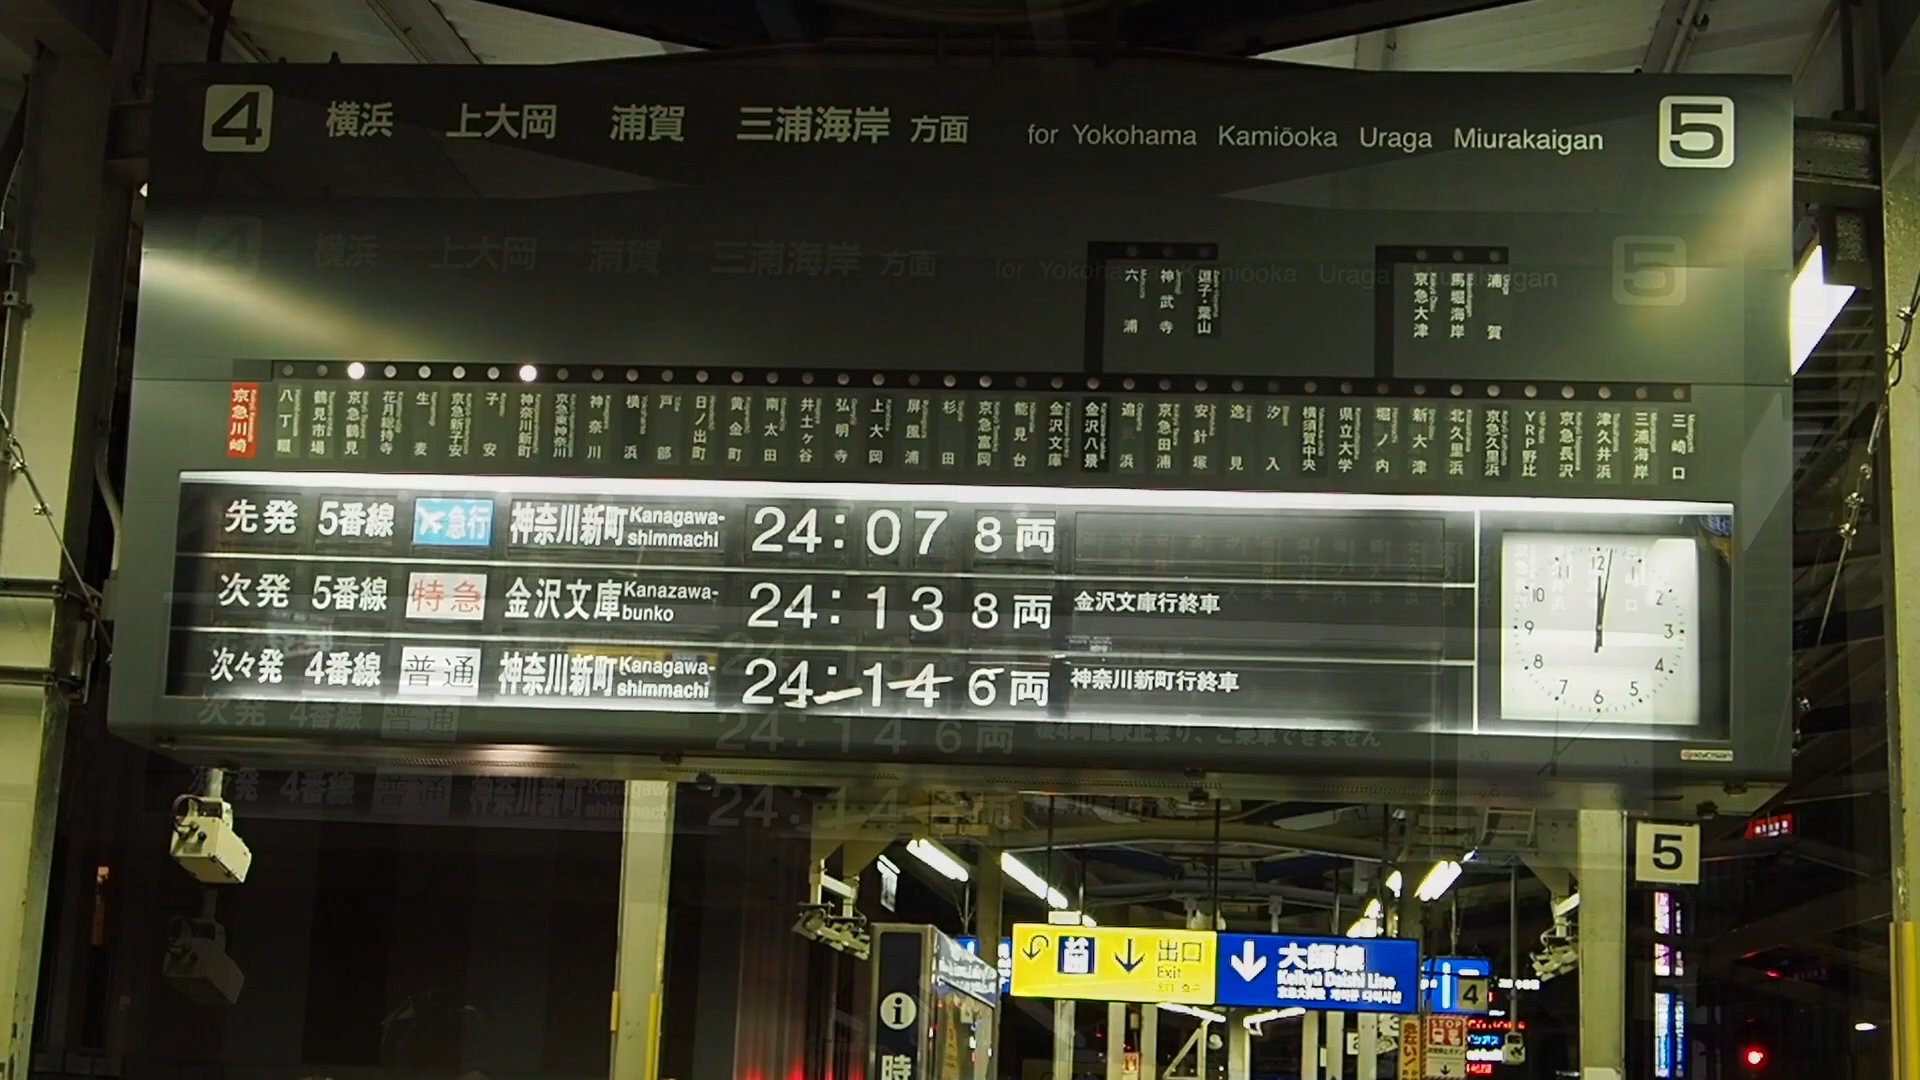 4 横浜 上大岡 浦賀 三浦海岸 方面 for Yokohama Kamiōoka Uraga Miurakaigan 5
六浦 神武寺 逗子・葉山 京急大津 馬堀海岸 浦賀
京急川崎 八丁畷 鶴見市場 京急鶴見 花月総持寺 生麦 京急新子安 子安 神奈川新町 京急東神奈川 神奈川 横浜 戸部 日ノ出町 黄金町 南太田 井土ヶ谷 弘明寺 上大岡 屏風浦 杉田 京急富岡 能見台 金沢文庫 金沢八景 追浜 京急田浦 安針塚 逸見 汐入 横須賀中央 県立大学 堀ノ内 新大津 北久里浜 京急久里浜 YRP野比 京急長沢 津久井浜 三浦海岸 三崎口
先発 5番線 急行 神奈川新町 Kanagawa-shimmachi 24:07 8両
次発 5番線 特急 金沢文庫 Kanazawa-bunko 24:13 8両 金沢文庫行終車
次々発 4番線 普通 神奈川新町 Kanagawa-shimmachi 24:14 6両 神奈川新町行終車
12 1 2 3 4 5 6 7 8 9 10
5
出口
Exit
大師線
Keikyu Daishi Line
4
STOP
時